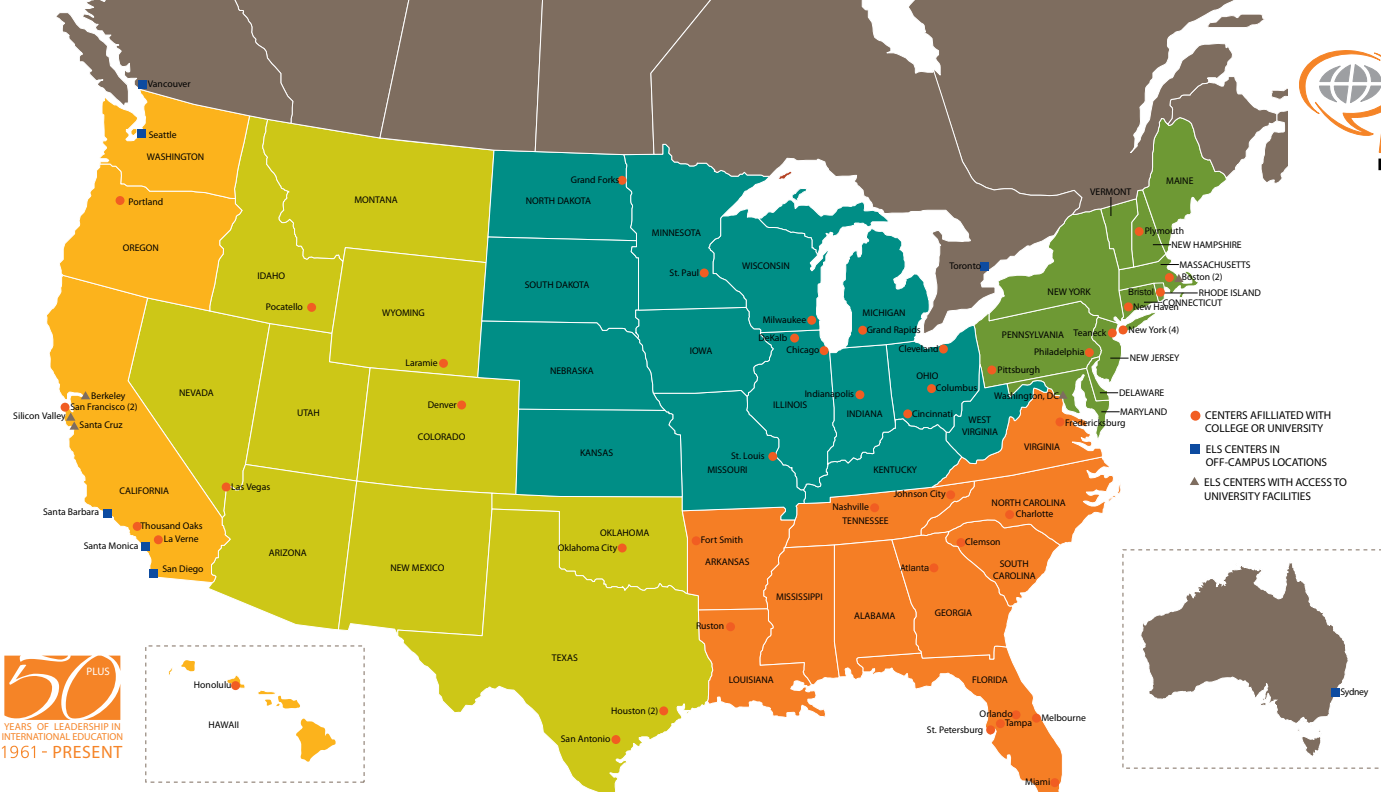 Vancouver
Seattle
WASHINGTON
Portland
OREGON
MONTANA
IDAHO
Pocatello
WYOMING
Laramie
NEVADA
UTAH
Denver
COLORADO
Berkeley
San Francisco (2)
Silicon Valley
Santa Cruz
CALIFORNIA
Las Vegas
Santa Barbara
Thousand Oaks
La Verne
Santa Monica
San Diego
ARIZONA
NEW MEXICO
OKLAHOMA
Oklahoma City
TEXAS
Houston (2)
San Antonio
Grand Forks
NORTH DAKOTA
MINNESOTA
St. Paul
SOUTH DAKOTA
WISCONSIN
Milwaukee
MICHIGAN
Grand Rapids
DeKalb
Chicago
IOWA
NEBRASKA
ILLINOIS
Indianapolis
INDIANA
Cleveland
OHIO
Columbus
Cincinnati
WEST
VIRGINIA
KANSAS
St. Louis
MISSOURI
KENTUCKY
Toronto
VERMONT
MAINE
Plymouth
NEW HAMPSHIRE
MASSACHUSETTS
Boston (2)
NEW YORK
Bristol
RHODE ISLAND
CONNECTICUT
New Haven
PENNSYLVANIA
Teaneck
New York (4)
Philadelphia
NEW JERSEY
Pittsburgh
Washington, DC
DELAWARE
MARYLAND
Fredericksburg
VIRGINIA
Johnson City
Nashville
TENNESSEE
NORTH CAROLINA
Charlotte
Fort Smith
ARKANSAS
Clemson
SOUTH
CAROLINA
Atlanta
MISSISSIPPI
ALABAMA
GEORGIA
Ruston
LOUISIANA
FLORIDA
Orlando
Tampa
Melbourne
St. Petersburg
Miami
CENTERS AFILLIATED WITH
COLLEGE OR UNIVERSITY
ELS CENTERS IN
OFF-CAMPUS LOCATIONS
ELS CENTERS WITH ACCESS TO
UNIVERSITY FACILITIES
Sydney
Honolulu
HAWAII
50 PLUS
YEARS OF LEADERSHIP IN
INTERNATIONAL EDUCATION
1961 - PRESENT